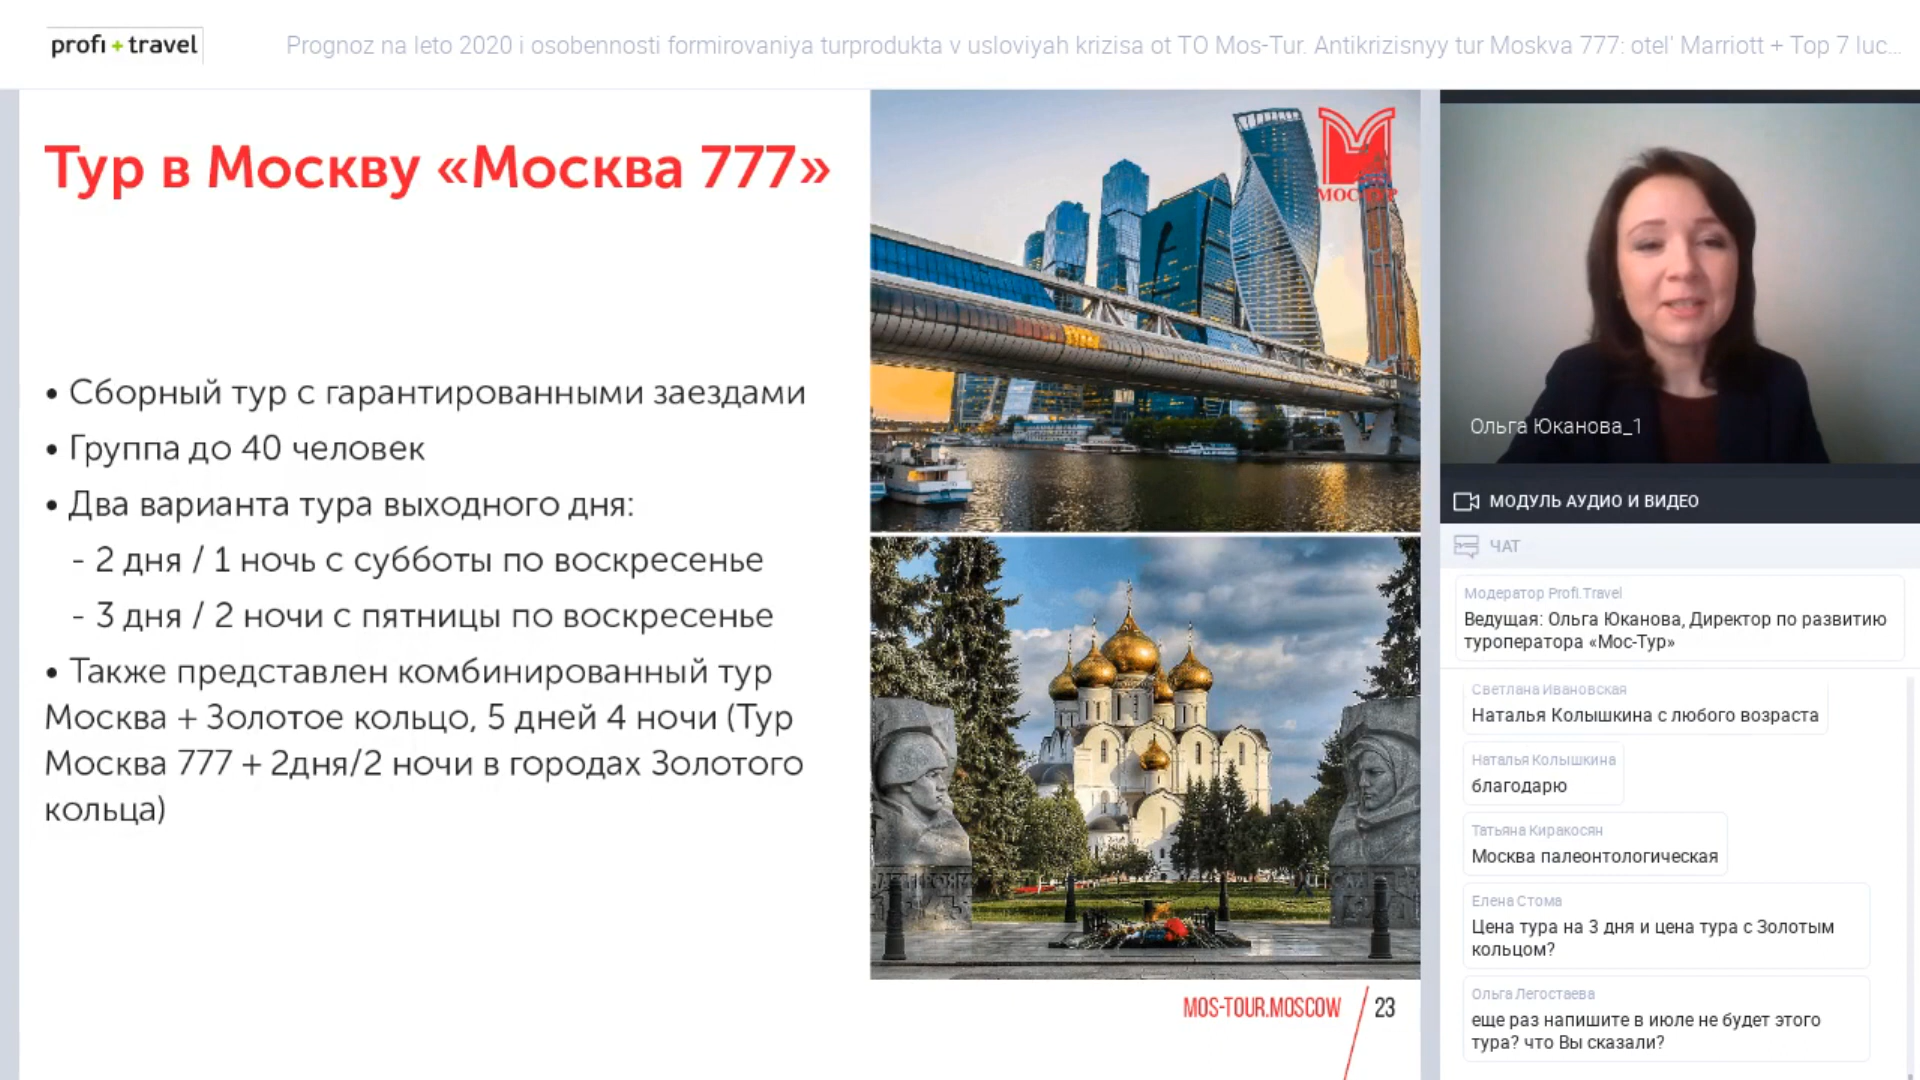 profi + travel
Prognoz na leto 2020 i osobennosti formirovaniya turprodukta v usloviyah krizisa ot TO Mos-Tur. Antikrizisnyy tur Moskva 777: otel' Marriott + Top 7 luc...
Тур в Москву «Москва 777»
• Сборный тур с гарантированными заездами
• Группа до 40 человек
• Два варианта тура выходного дня:
- 2 дня / 1 ночь с субботы по воскресенье
- 3 дня / 2 ночи с пятницы по воскресенье
• Также представлен комбинированный тур
Москва + Золотое кольцо, 5 дней 4 ночи (Тур
Москва 777 + 2дня/2 ночи в городах Золотого
кольца)
МОС-ТУР
MOS-TOUR.MOSCOW
23
Ольга Юканова_1
МОДУЛЬ АУДИО И ВИДЕО
ЧАТ
Модератор Profi.Travel
Ведущая: Ольга Юканова, Директор по развитию
туроператора «Мос-Тур»
Светлана Ивановская
Наталья Колышкина с любого возраста
Наталья Колышкина
благодарю
Татьяна Киракосян
Москва палеонтологическая
Елена Стома
Цена тура на 3 дня и цена тура с Золотым
кольцом?
Ольга Легостаева
еще раз напишите в июле не будет этого
тура? что Вы сказали?